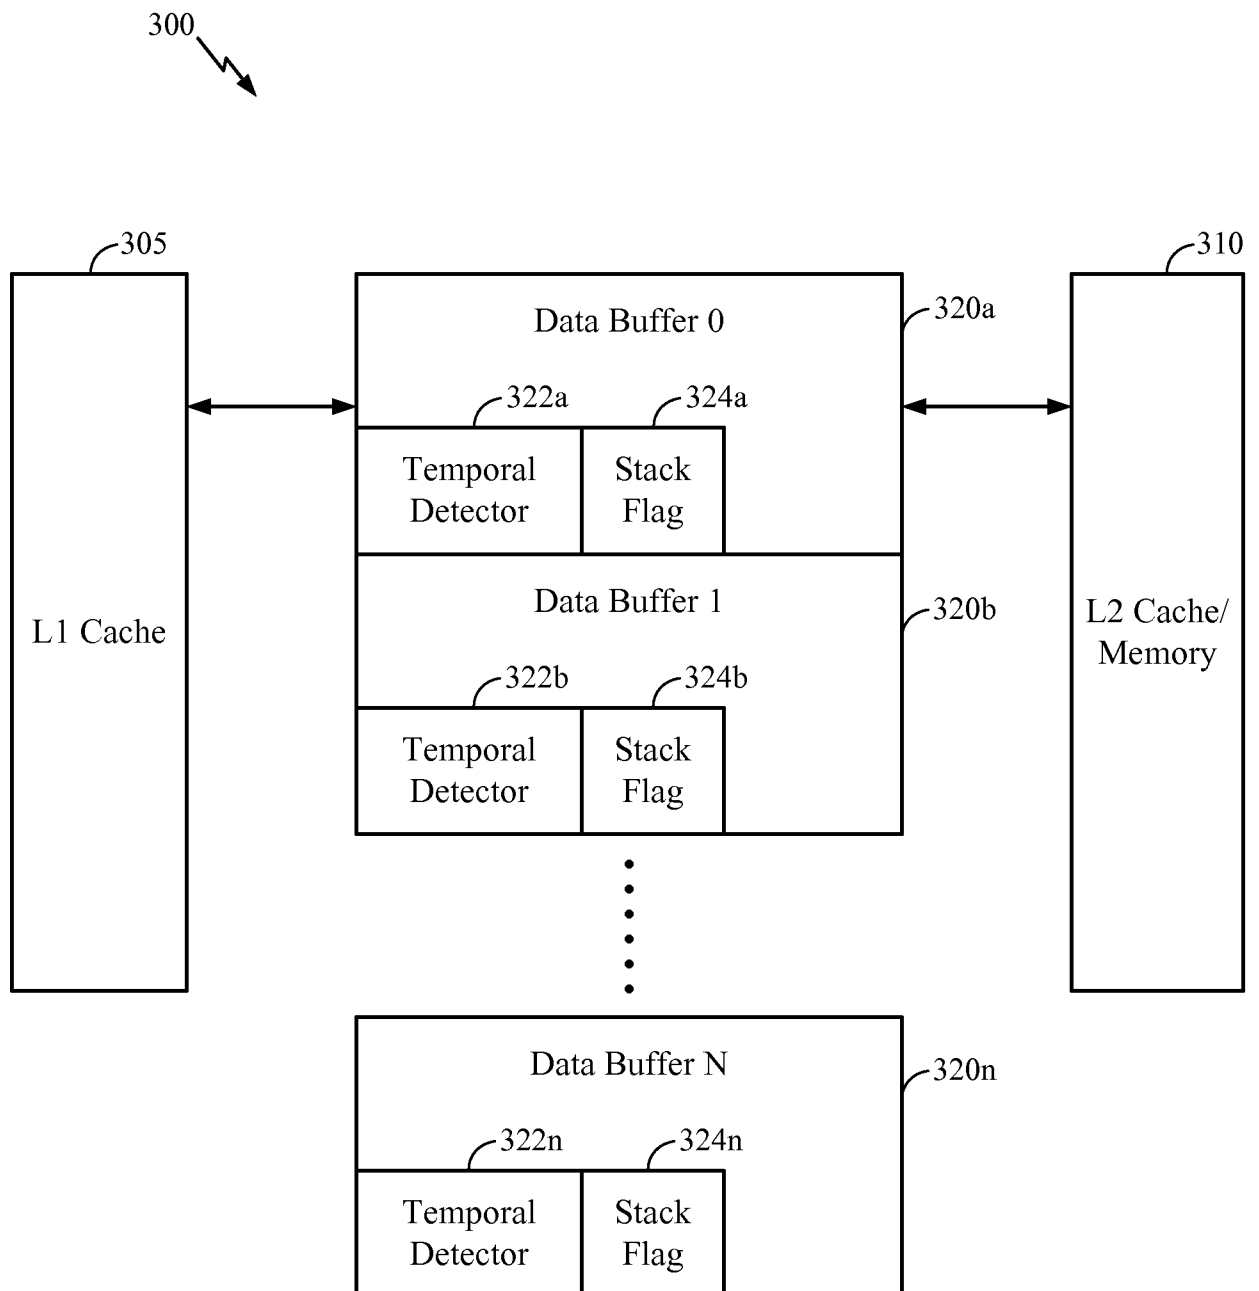 300
305
310
Data Buffer 0
320a
322a
324a
Temporal
Detector
Stack
Flag
Data Buffer 1
320b
L1 Cache
L2 Cache/
Memory
322b
324b
Temporal
Detector
Stack
Flag
Data Buffer N
320n
322n
324n
Temporal
Detector
Stack
Flag